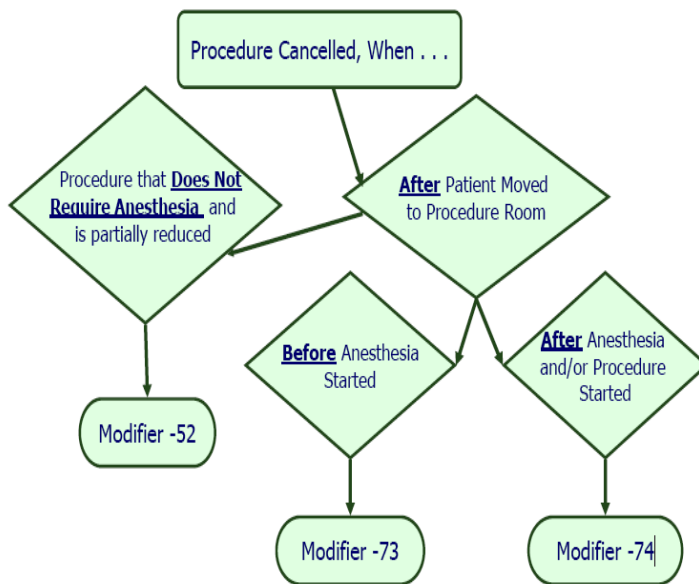 Procedure Cancelled, When . . .
Procedure that Does Not
Require Anesthesia and
is partially reduced
After Patient Moved
to Procedure Room
Before Anesthesia
Started
After Anesthesia
and/or Procedure
Started
Modifier -52
Modifier -73
Modifier -74